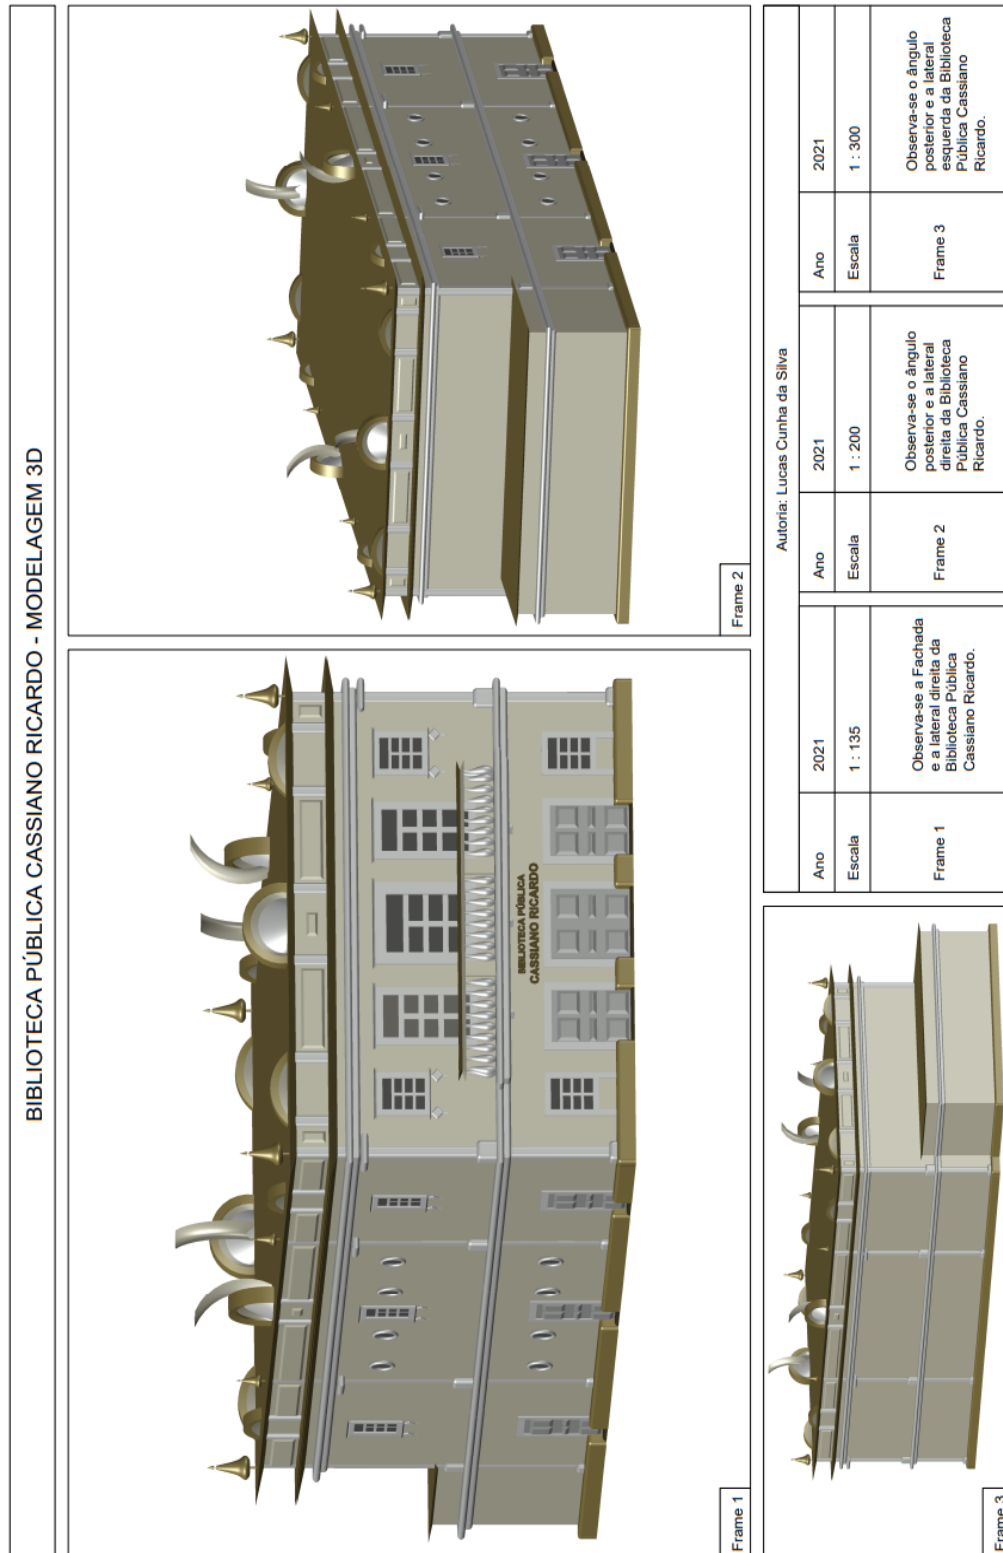 BIBLIOTECA PÚBLICA CASSIANO RICARDO - MODELAGEM 3D
BIBLIOTECA PÚBLICA
CASSIANO RICARDO
Frame 1
Frame 2
Frame 3
Autoria: Lucas Cunha da Silva
Ano
2021
Escala
1 : 135
Frame 1
Observa-se a Fachada
e a lateral direita da
Biblioteca Pública
Cassiano Ricardo.
Ano
2021
Escala
1 : 200
Frame 2
Observa-se o ângulo
posterior e a lateral
direita da Biblioteca
Pública Cassiano
Ricardo.
Ano
2021
Escala
1 : 300
Frame 3
Observa-se o ângulo
posterior e a lateral
esquerda da Biblioteca
Pública Cassiano
Ricardo.